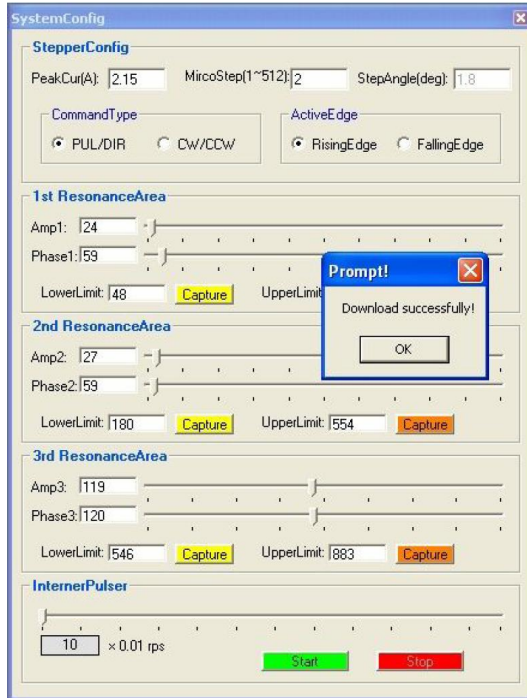 SystemConfig
StepperConfig
PeakCur(A): 2.15 MircoStep(1~512): 2 StepAngle(deg): 1.8
CommandType ActiveEdge
PUL/DIR CW/CCW RisingEdge FallingEdge
1st ResonanceArea
Amp1: 24
Phase1: 59
LowerLimit: 48 Capture UpperLimit
Prompt!
Download successfully!
OK
2nd ResonanceArea
Amp2: 27
Phase2: 59
LowerLimit: 180 Capture UpperLimit: 554 Capture
3rd ResonanceArea
Amp3: 119
Phase3: 120
LowerLimit: 546 Capture UpperLimit: 883 Capture
InternerPulser
10 × 0.01 rps
Start Stop